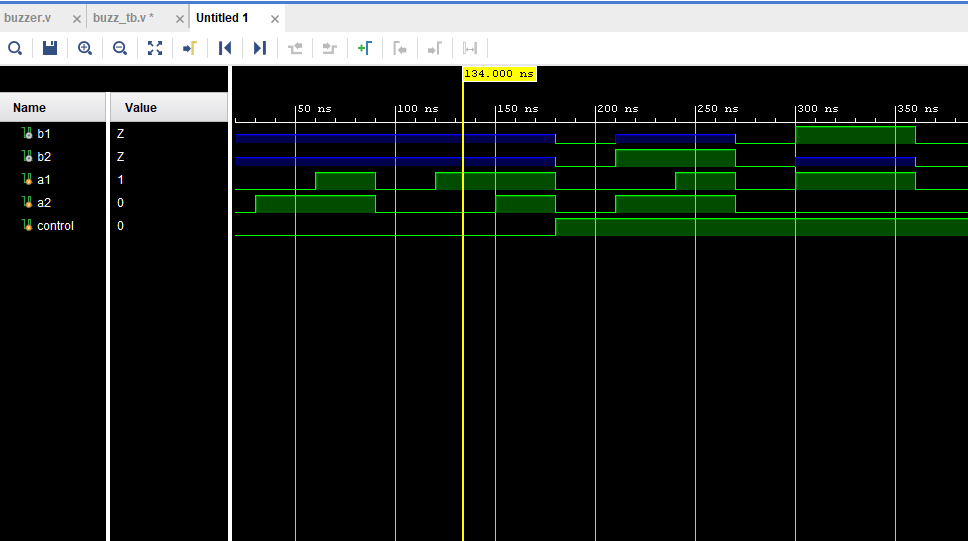 buzzer.v buzz_tb.v * Untitled 1
134.000 ns
Name Value
50 ns 100 ns 150 ns 200 ns 250 ns 300 ns 350 ns
b1 Z
b2 Z
a1 1
a2 0
control 0